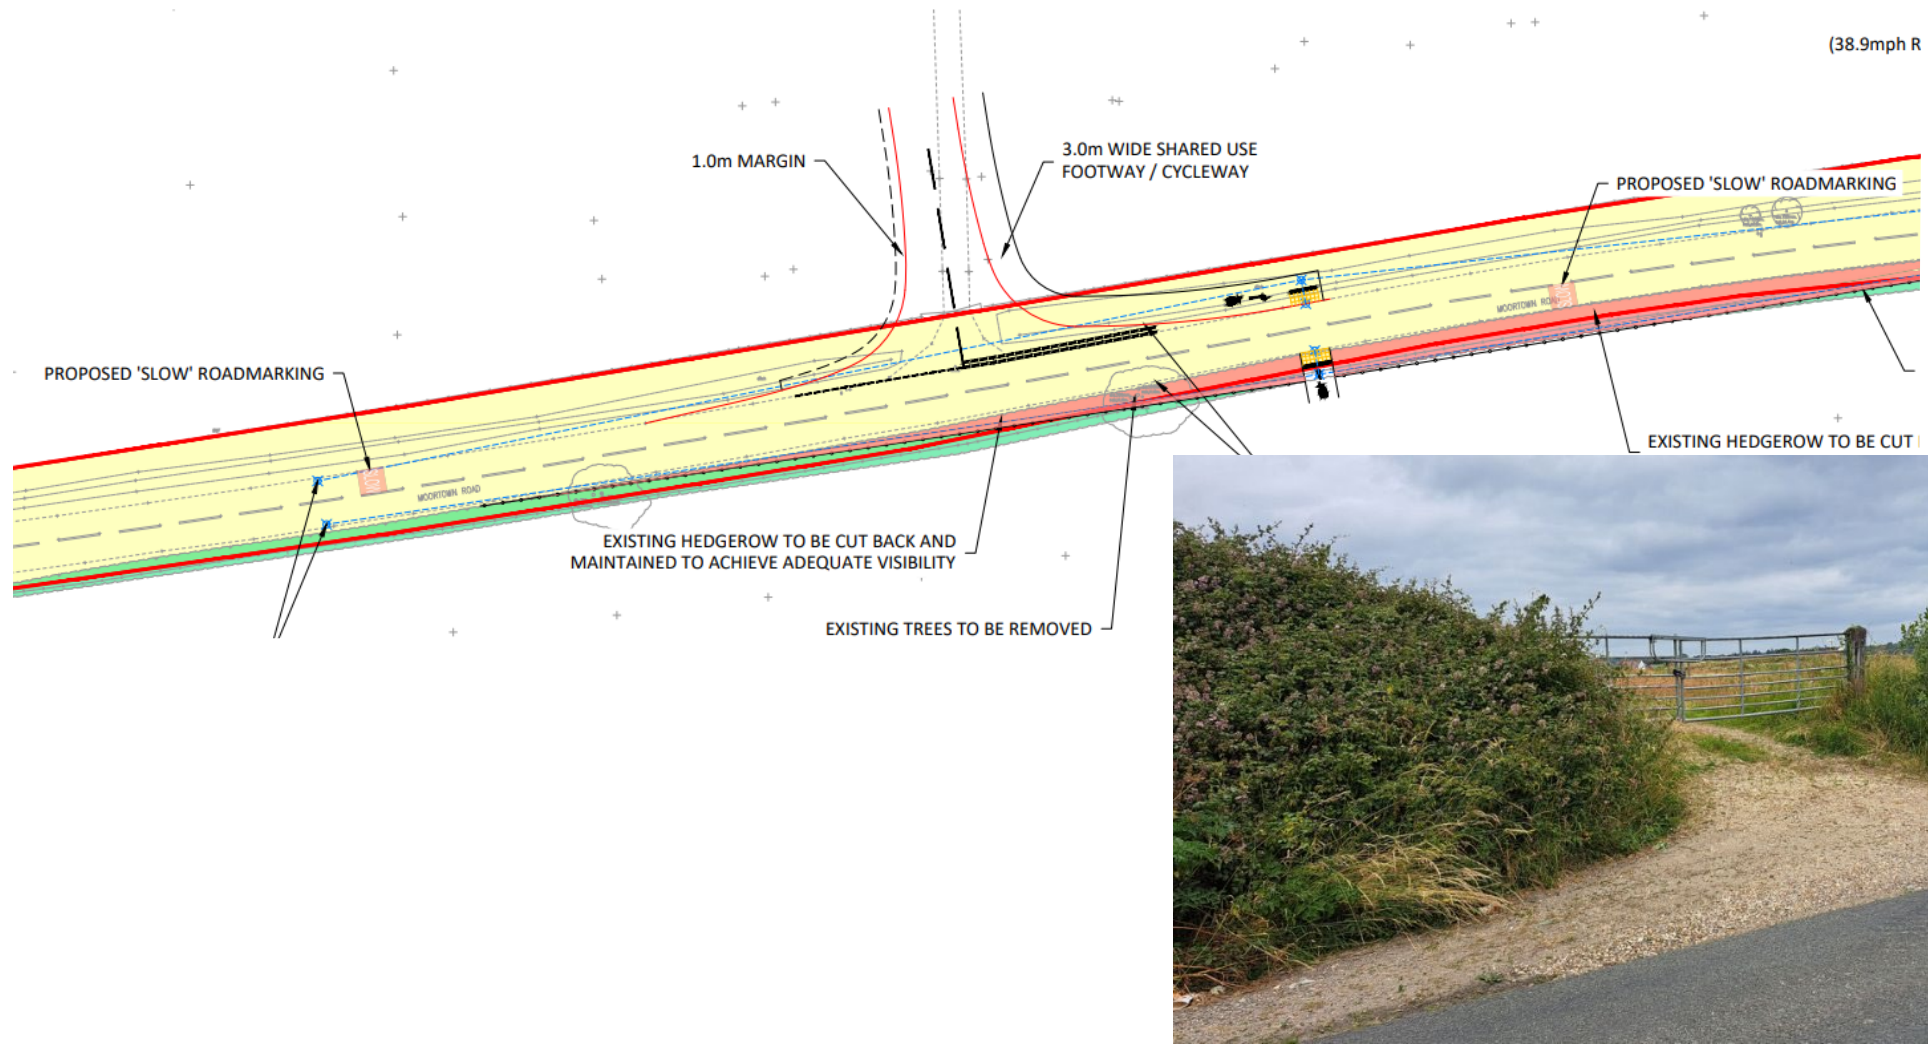 (38.9mph R
1.0m MARGIN
3.0m WIDE SHARED USE
FOOTWAY / CYCLEWAY
PROPOSED 'SLOW' ROADMARKING
MOORTOWN ROAD
PROPOSED 'SLOW' ROADMARKING
SLOW
MOORTOWN ROAD
EXISTING HEDGEROW TO BE CUT
EXISTING HEDGEROW TO BE CUT BACK AND
MAINTAINED TO ACHIEVE ADEQUATE VISIBILITY
EXISTING TREES TO BE REMOVED